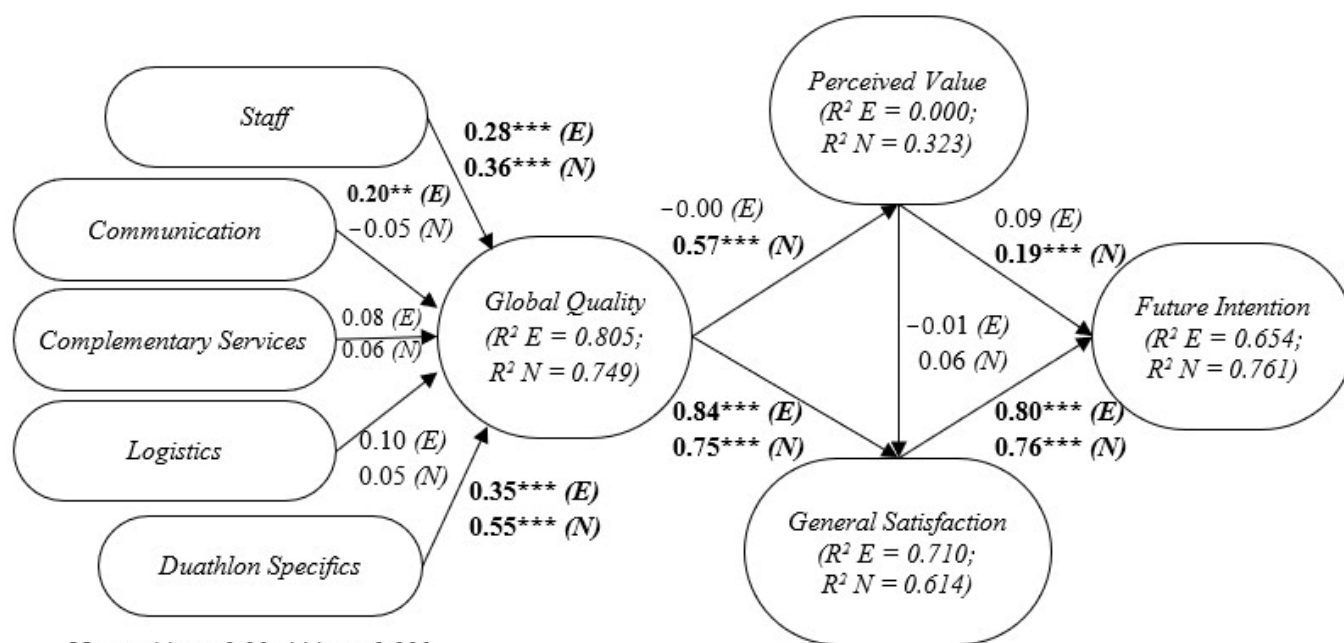 Staff
0.28*** (E)
0.36*** (N)
Communication
0.20** (E)
−0.05 (N)
Complementary Services
0.08 (E)
0.06 (N)
Logistics
0.10 (E)
0.05 (N)
Duathlon Specifics
0.35*** (E)
0.55*** (N)
Global Quality
(R² E = 0.805;
R² N = 0.749)
−0.00 (E)
0.57*** (N)
0.84*** (E)
0.75*** (N)
Perceived Value
(R² E = 0.000;
R² N = 0.323)
−0.01 (E)
0.06 (N)
General Satisfaction
(R² E = 0.710;
R² N = 0.614)
0.09 (E)
0.19*** (N)
0.80*** (E)
0.76*** (N)
Future Intention
(R² E = 0.654;
R² N = 0.761)